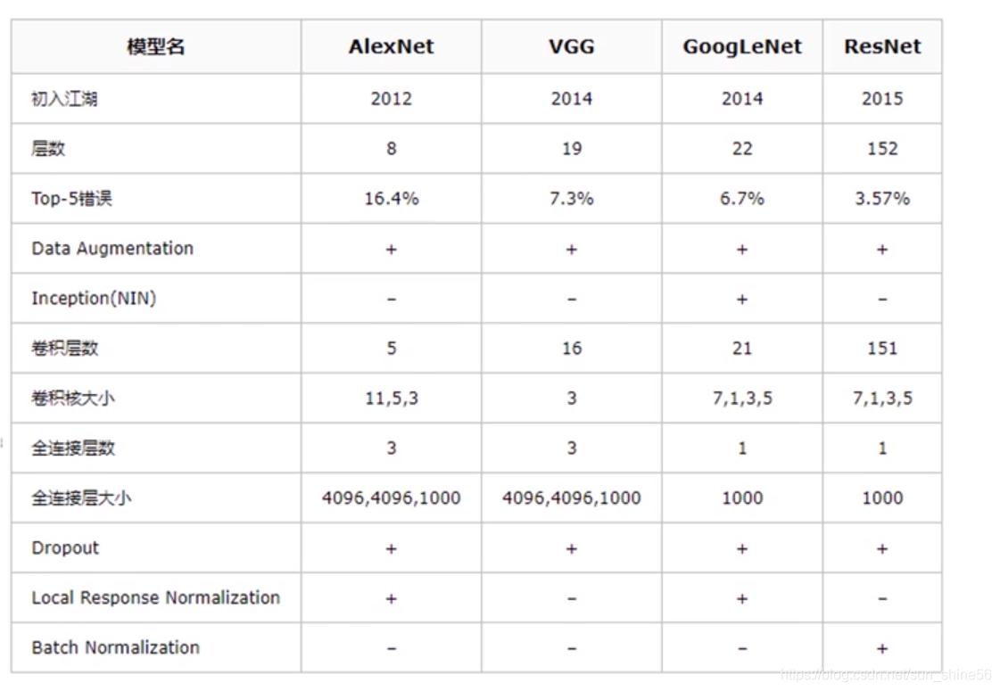 模型名 AlexNet VGG GoogLeNet ResNet
初入江湖 2012 2014 2014 2015
层数 8 19 22 152
Top-5错误 16.4% 7.3% 6.7% 3.57%
Data Augmentation + + + +
Inception(NIN) – – + –
卷积层数 5 16 21 151
卷积核大小 11,5,3 3 7,1,3,5 7,1,3,5
全连接层数 3 3 1 1
全连接层大小 4096,4096,1000 4096,4096,1000 1000 1000
Dropout + + + +
Local Response Normalization + – + –
Batch Normalization – – – +
https://blog.csdn.net/sun_shine56